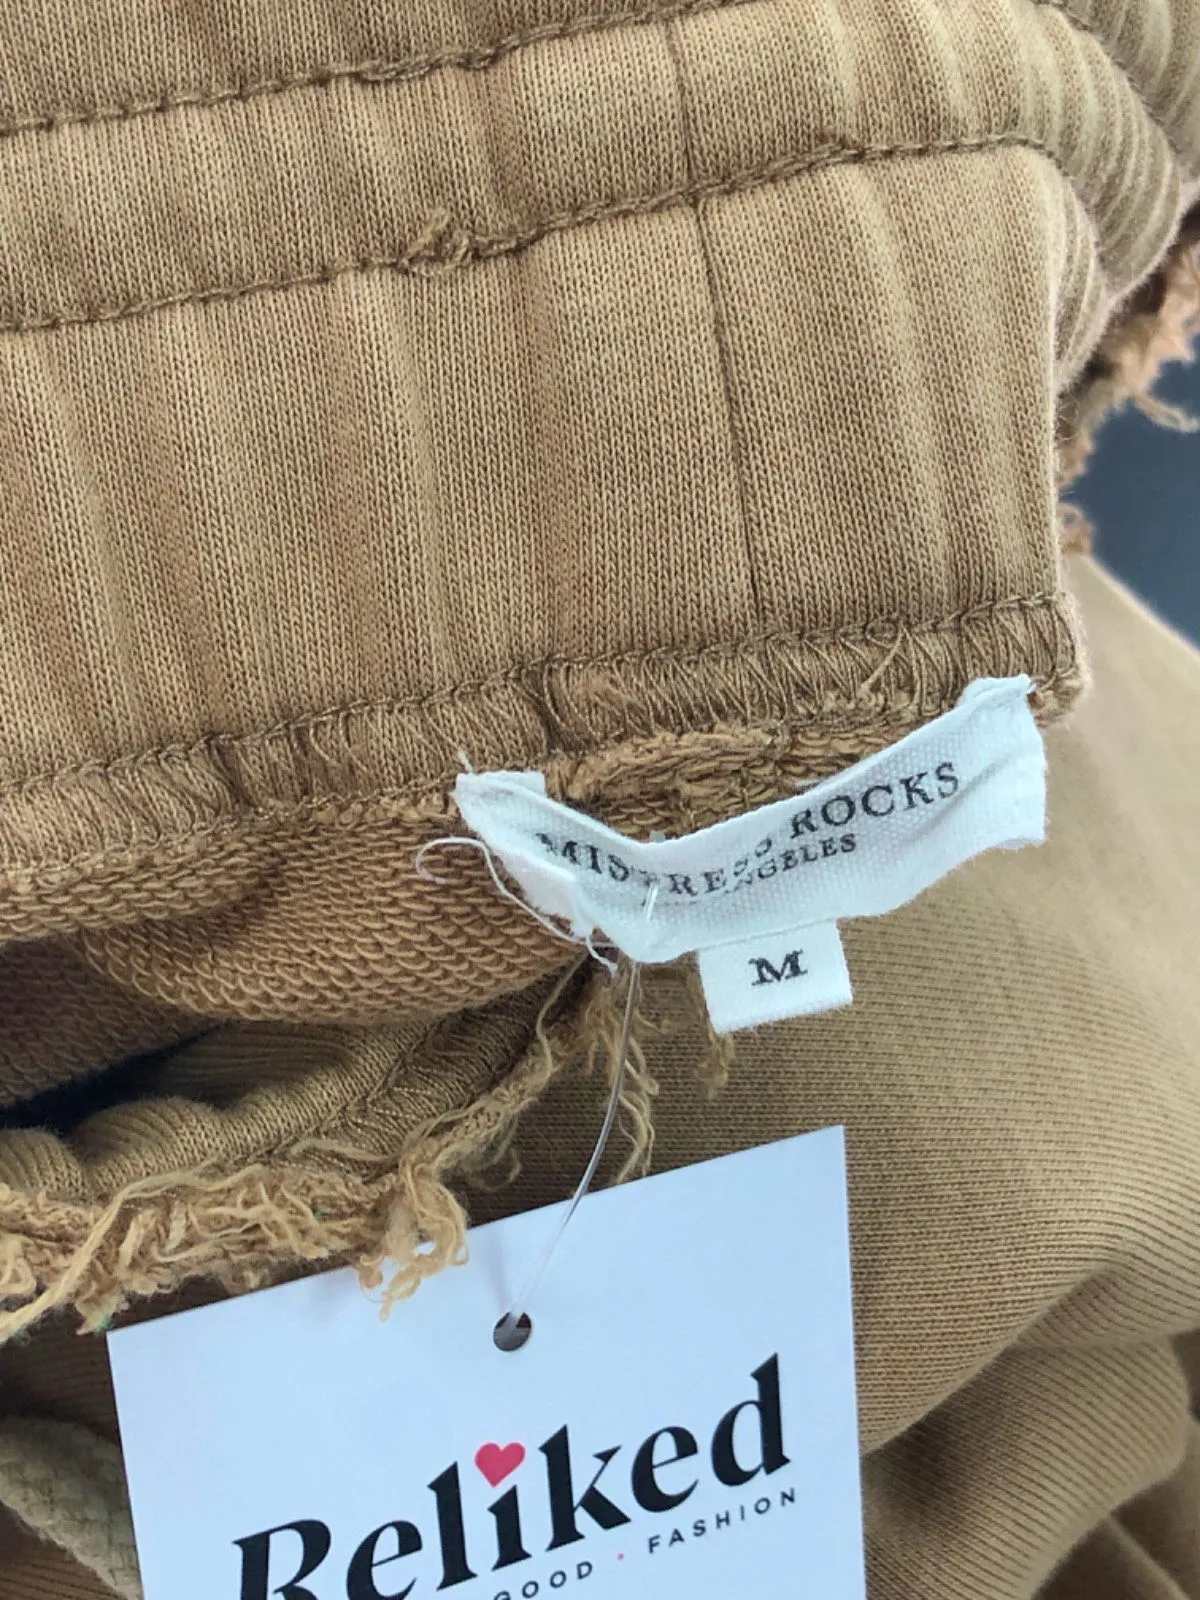 MISTRESS ROCKS
ANGELES
M
Reliked
GOOD · FASHION